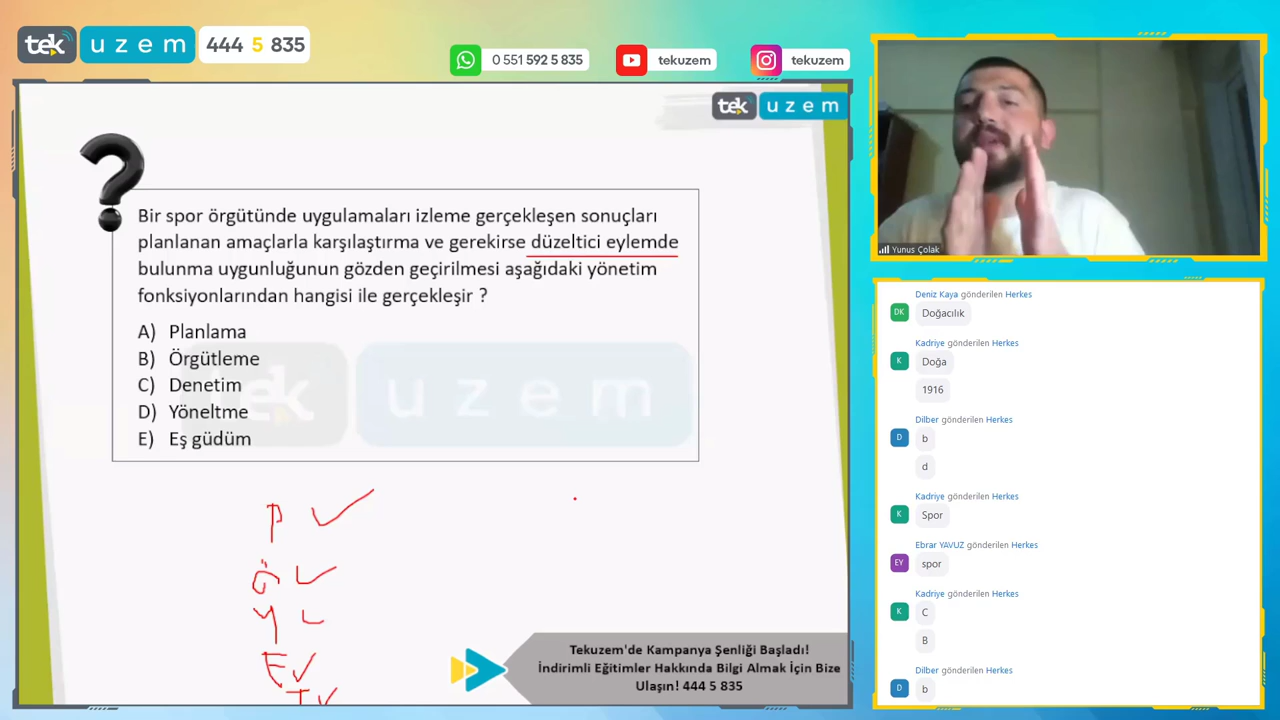 tek uzem 444 5 835
0 551 592 5 835
tekuzem
tekuzem
tek uzem
Bir spor örgütünde uygulamaları izleme gerçekleşen sonuçları
planlanan amaçlarla karşılaştırma ve gerekirse düzeltici eylemde
bulunma uygunluğunun gözden geçirilmesi aşağıdaki yönetim
fonksiyonlarından hangisi ile gerçekleşir ?
A) Planlama
B) Örgütleme
C) Denetim
D) Yöneltme
E) Eş güdüm
tek uzem
P
Ö
Y
E
Tekuzem'de Kampanya Şenliği Başladı!
İndirimli Eğitimler Hakkında Bilgi Almak İçin Bize
Ulaşın! 444 5 835
Yunus Çolak
Deniz Kaya gönderilen Herkes
DK Doğacılık
Kadriye gönderilen Herkes
K Doğa
1916
Dilber gönderilen Herkes
D b
d
Kadriye gönderilen Herkes
K Spor
Ebrar YAVUZ gönderilen Herkes
EY spor
Kadriye gönderilen Herkes
K C
B
Dilber gönderilen Herkes
D b